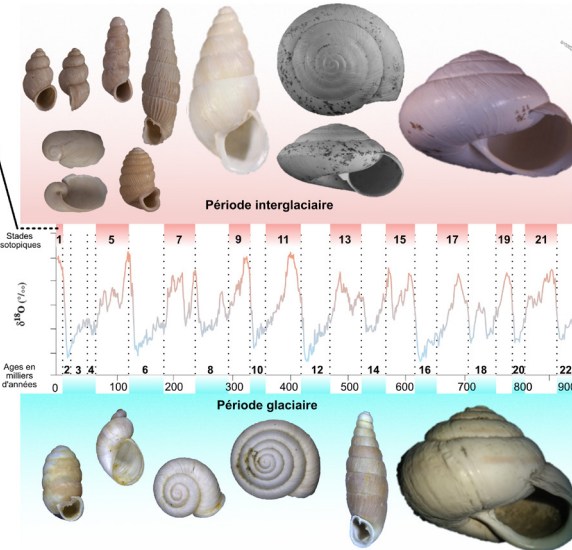 Période interglaciaire
Stades
isotopiques
1 5 7 9 11 13 15 17 19 21
δ18O (°/°°)
2 3 4 6 8 10 12 14 16 18 20 22
Ages en
milliers
d'années
0 100 200 300 400 500 600 700 800 900
Période glaciaire